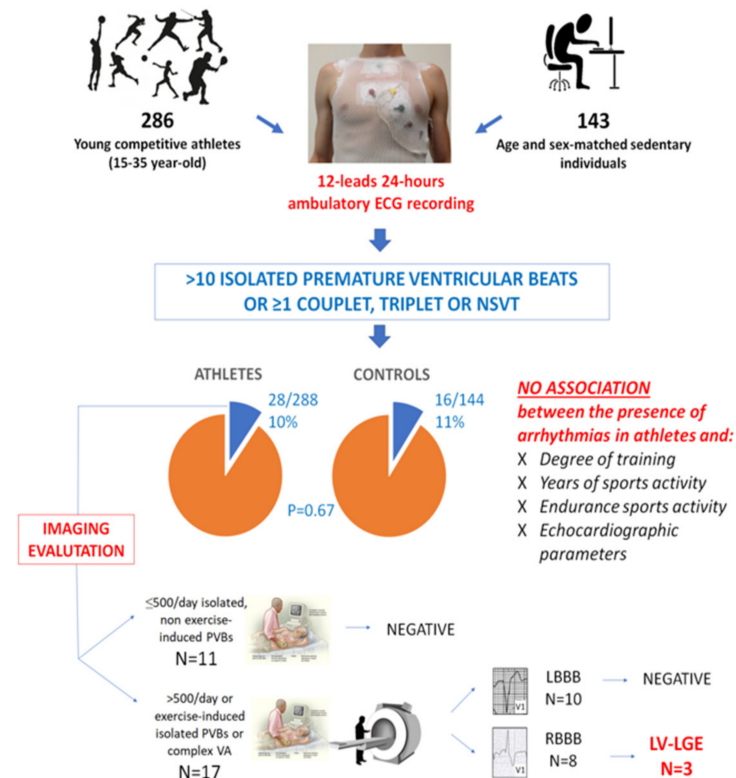 286
Young competitive athletes
(15-35 year-old)
143
Age and sex-matched sedentary
individuals
12-leads 24-hours
ambulatory ECG recording
>10 ISOLATED PREMATURE VENTRICULAR BEATS
OR ≥1 COUPLET, TRIPLET OR NSVT
ATHLETES
28/288
10%
CONTROLS
16/144
11%
P=0.67
NO ASSOCIATION
between the presence of
arrhythmias in athletes and:
X Degree of training
X Years of sports activity
X Endurance sports activity
X Echocardiographic
parameters
IMAGING
EVALUTATION
≤500/day isolated,
non exercise-
induced PVBs
N=11
NEGATIVE
>500/day or
exercise-induced
isolated PVBs or
complex VA
N=17
V1
LBBB
N=10
NEGATIVE
V1
RBBB
N=8
LV-LGE
N=3